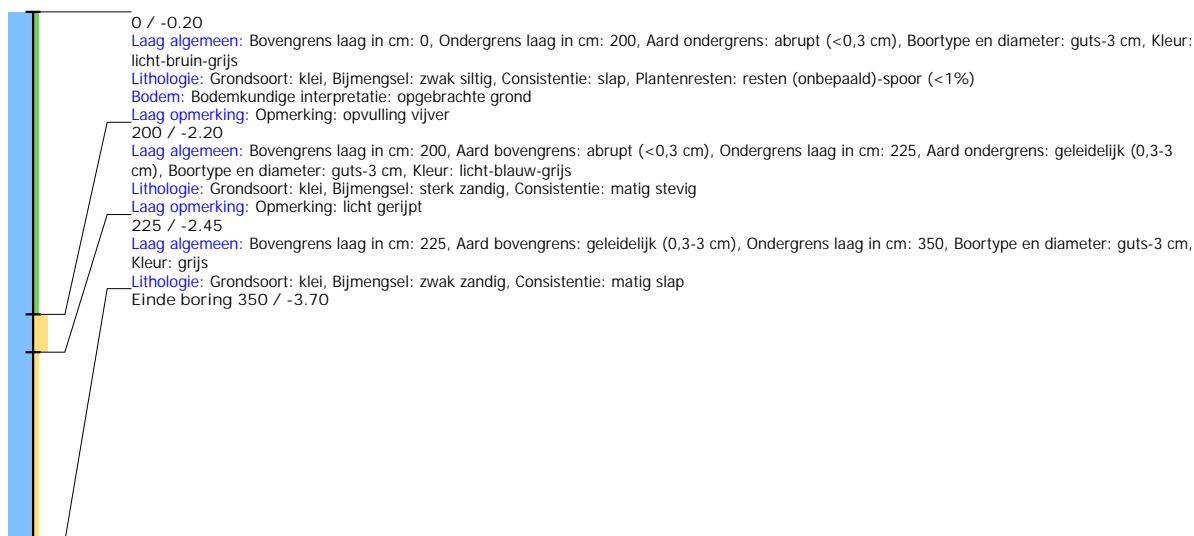 0 / -0.20
Laag algemeen: Bovengrens laag in cm: 0, Ondergrens laag in cm: 200, Aard ondergrens: abrupt (<0,3 cm), Boortype en diameter: guts-3 cm, Kleur:
licht-bruin-grijs
Lithologie: Grondsoort: klei, Bijmengsel: zwak siltig, Consistentie: slap, Plantenresten: resten (onbepaald)-spoor (<1%)
Bodem: Bodemkundige interpretatie: opgebrachte grond
Laag opmerking: Opmerking: opvulling vijver
200 / -2.20
Laag algemeen: Bovengrens laag in cm: 200, Aard bovengrens: abrupt (<0,3 cm), Ondergrens laag in cm: 225, Aard ondergrens: geleidelijk (0,3-3
cm), Boortype en diameter: guts-3 cm, Kleur: licht-blauw-grijs
Lithologie: Grondsoort: klei, Bijmengsel: sterk zandig, Consistentie: matig stevig
Laag opmerking: Opmerking: licht gerijpt
225 / -2.45
Laag algemeen: Bovengrens laag in cm: 225, Aard bovengrens: geleidelijk (0,3-3 cm), Ondergrens laag in cm: 350, Boortype en diameter: guts-3 cm,
Kleur: grijs
Lithologie: Grondsoort: klei, Bijmengsel: zwak zandig, Consistentie: matig slap
Einde boring 350 / -3.70